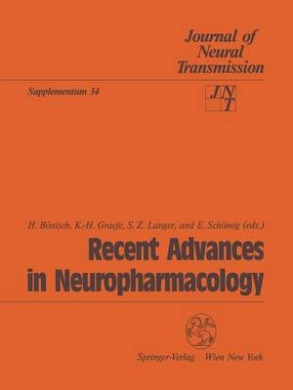 Journal of
Neural
Transmission
Supplementum 34
JN
T
H. Bönisch, K.-H. Graefe, S. Z. Langer, and E. Schömig (eds.)
Recent Advances
in Neuropharmacology
Springer-Verlag Wien New York